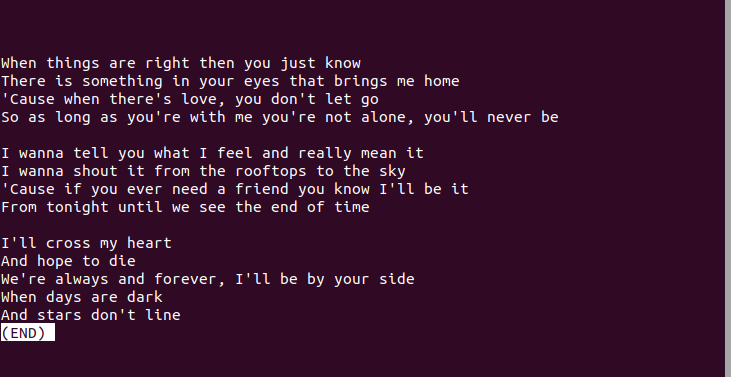 When things are right then you just know
There is something in your eyes that brings me home
'Cause when there's love, you don't let go
So as long as you're with me you're not alone, you'll never be

I wanna tell you what I feel and really mean it
I wanna shout it from the rooftops to the sky
'Cause if you ever need a friend you know I'll be it
From tonight until we see the end of time

I'll cross my heart
And hope to die
We're always and forever, I'll be by your side
When days are dark
And stars don't line
(END)